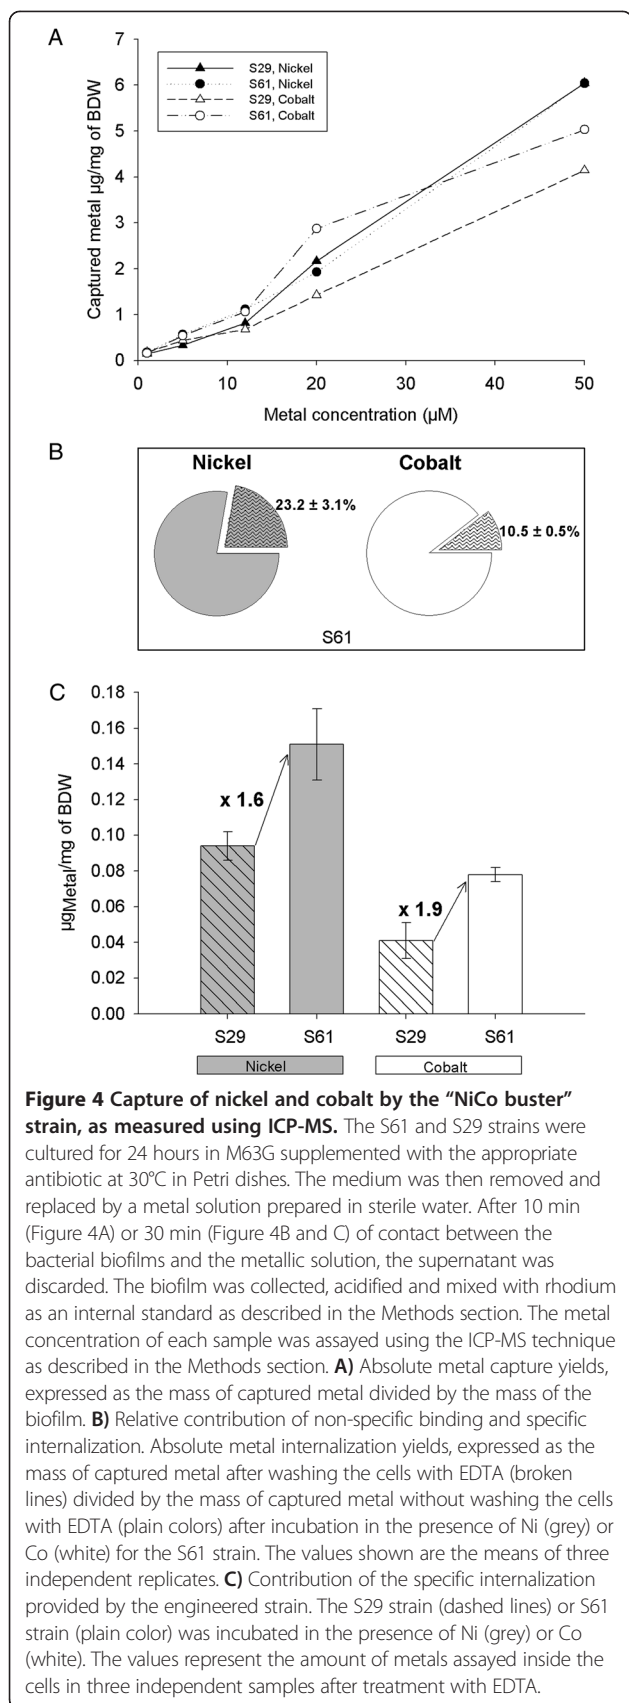 A
7
6
5
4
3
2
1
0
Captured metal µg/mg of BDW
S29, Nickel
S61, Nickel
S29, Cobalt
S61, Cobalt
0 10 20 30 40 50
Metal concentration (µM)
B
Nickel Cobalt
23.2 ± 3.1%
10.5 ± 0.5%
S61
C
0.18
0.16
0.14
0.12
0.10
0.08
0.06
0.04
0.02
0.00
µgMetal/mg of BDW
x 1.6
x 1.9
S29 S61 S29 S61
Nickel Cobalt
Figure 4 Capture of nickel and cobalt by the “NiCo buster”
strain, as measured using ICP-MS. The S61 and S29 strains were
cultured for 24 hours in M63G supplemented with the appropriate
antibiotic at 30°C in Petri dishes. The medium was then removed and
replaced by a metal solution prepared in sterile water. After 10 min
(Figure 4A) or 30 min (Figure 4B and C) of contact between the
bacterial biofilms and the metallic solution, the supernatant was
discarded. The biofilm was collected, acidified and mixed with rhodium
as an internal standard as described in the Methods section. The metal
concentration of each sample was assayed using the ICP-MS technique
as described in the Methods section. A) Absolute metal capture yields,
expressed as the mass of captured metal divided by the mass of the
biofilm. B) Relative contribution of non-specific binding and specific
internalization. Absolute metal internalization yields, expressed as the
mass of captured metal after washing the cells with EDTA (broken
lines) divided by the mass of captured metal without washing the cells
with EDTA (plain colors) after incubation in the presence of Ni (grey) or
Co (white) for the S61 strain. The values shown are the means of three
independent replicates. C) Contribution of the specific internalization
provided by the engineered strain. The S29 strain (dashed lines) or S61
strain (plain color) was incubated in the presence of Ni (grey) or Co
(white). The values represent the amount of metals assayed inside the
cells in three independent samples after treatment with EDTA.